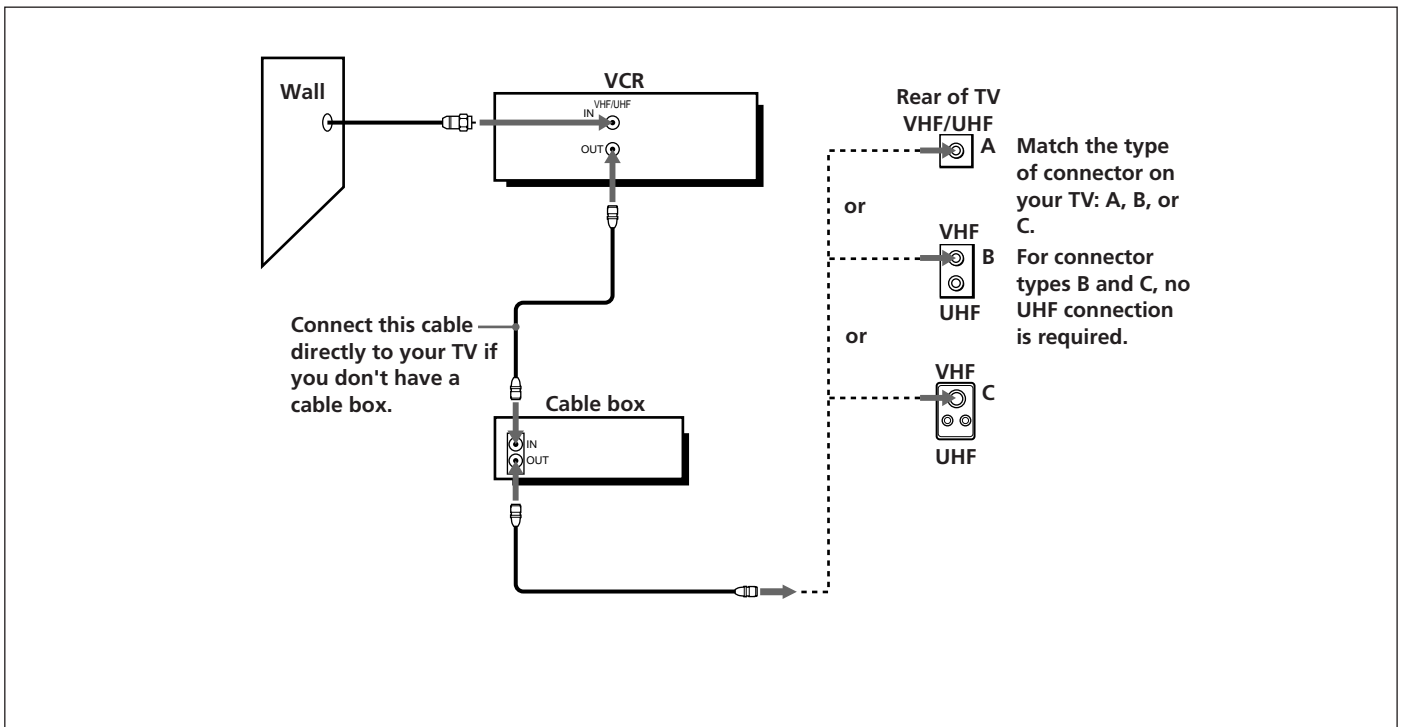 Wall
VCR
VHF/UHF
IN
OUT
Connect this cable
directly to your TV if
you don't have a
cable box.
Cable box
IN
OUT
or
or
Rear of TV
VHF/UHF
A
Match the type
of connector on
your TV: A, B, or
C.
VHF
B
UHF
For connector
types B and C, no
UHF connection
is required.
VHF
C
UHF